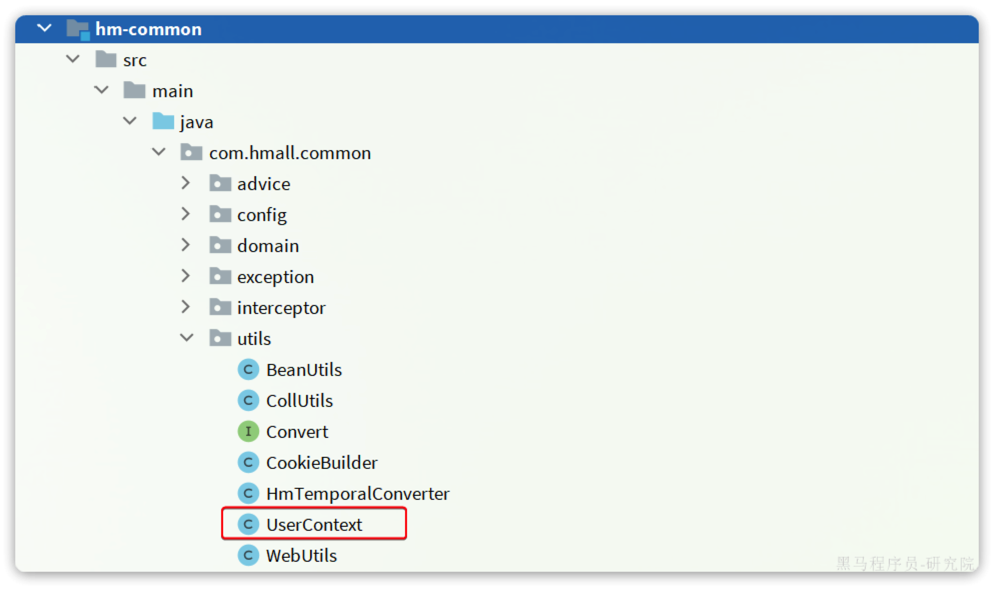 hm-common
src
main
java
com.hmall.common
advice
config
domain
exception
interceptor
utils
C BeanUtils
C CollUtils
I Convert
C CookieBuilder
C HmTemporalConverter
C UserContext
C WebUtils
黑马程序员-研究院